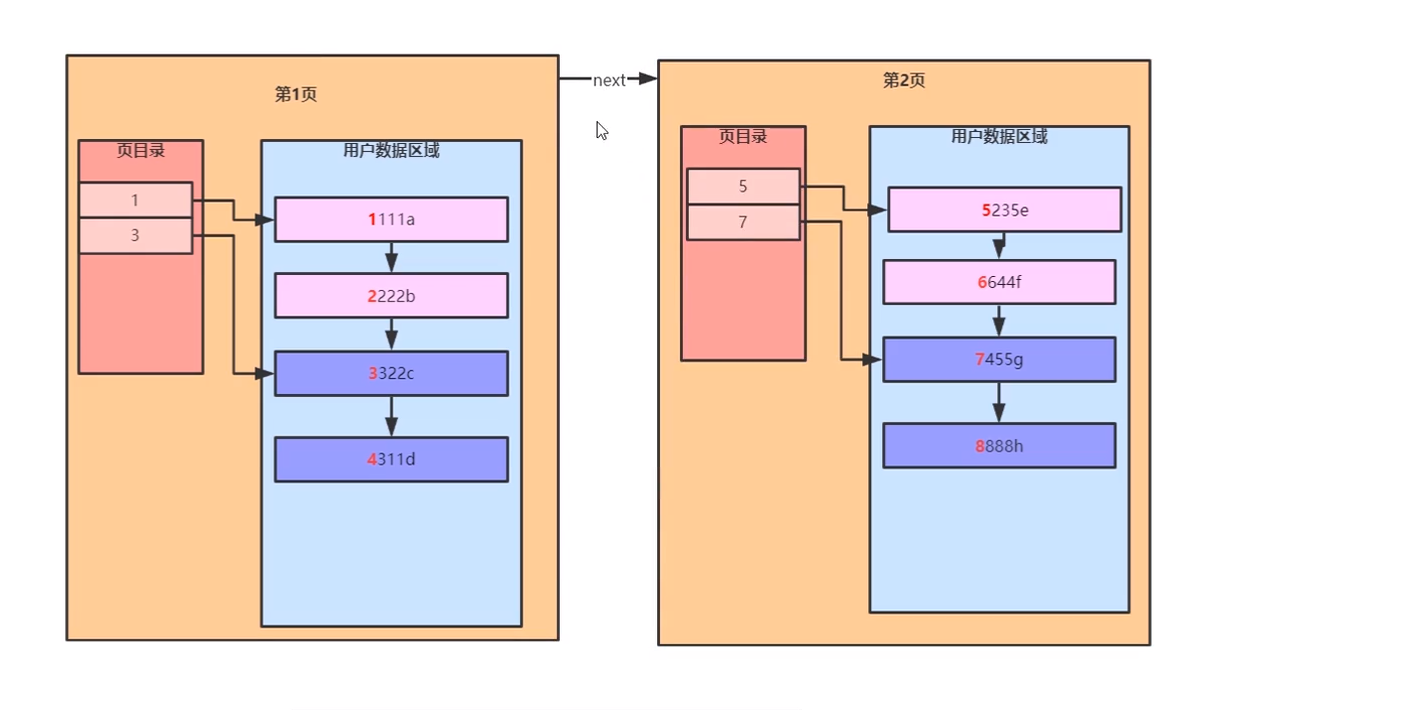 第1页
页目录
用户数据区域
1
3
1111a
2222b
3322c
4311d
next
第2页
页目录
用户数据区域
5
7
5235e
6644f
7455g
8888h